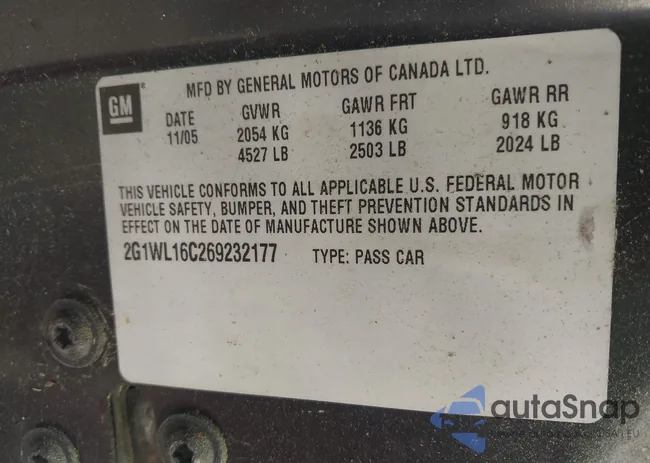 MFD BY GENERAL MOTORS OF CANADA LTD.
GM
DATE GVWR GAWR FRT GAWR RR
11/05 2054 KG 1136 KG 918 KG
4527 LB 2503 LB 2024 LB
THIS VEHICLE CONFORMS TO ALL APPLICABLE U.S. FEDERAL MOTOR
VEHICLE SAFETY, BUMPER, AND THEFT PREVENTION STANDARDS IN
EFFECT ON THE DATE OF MANUFACTURE SHOWN ABOVE.
2G1WL16C269232177 TYPE: PASS CAR
autaSnap